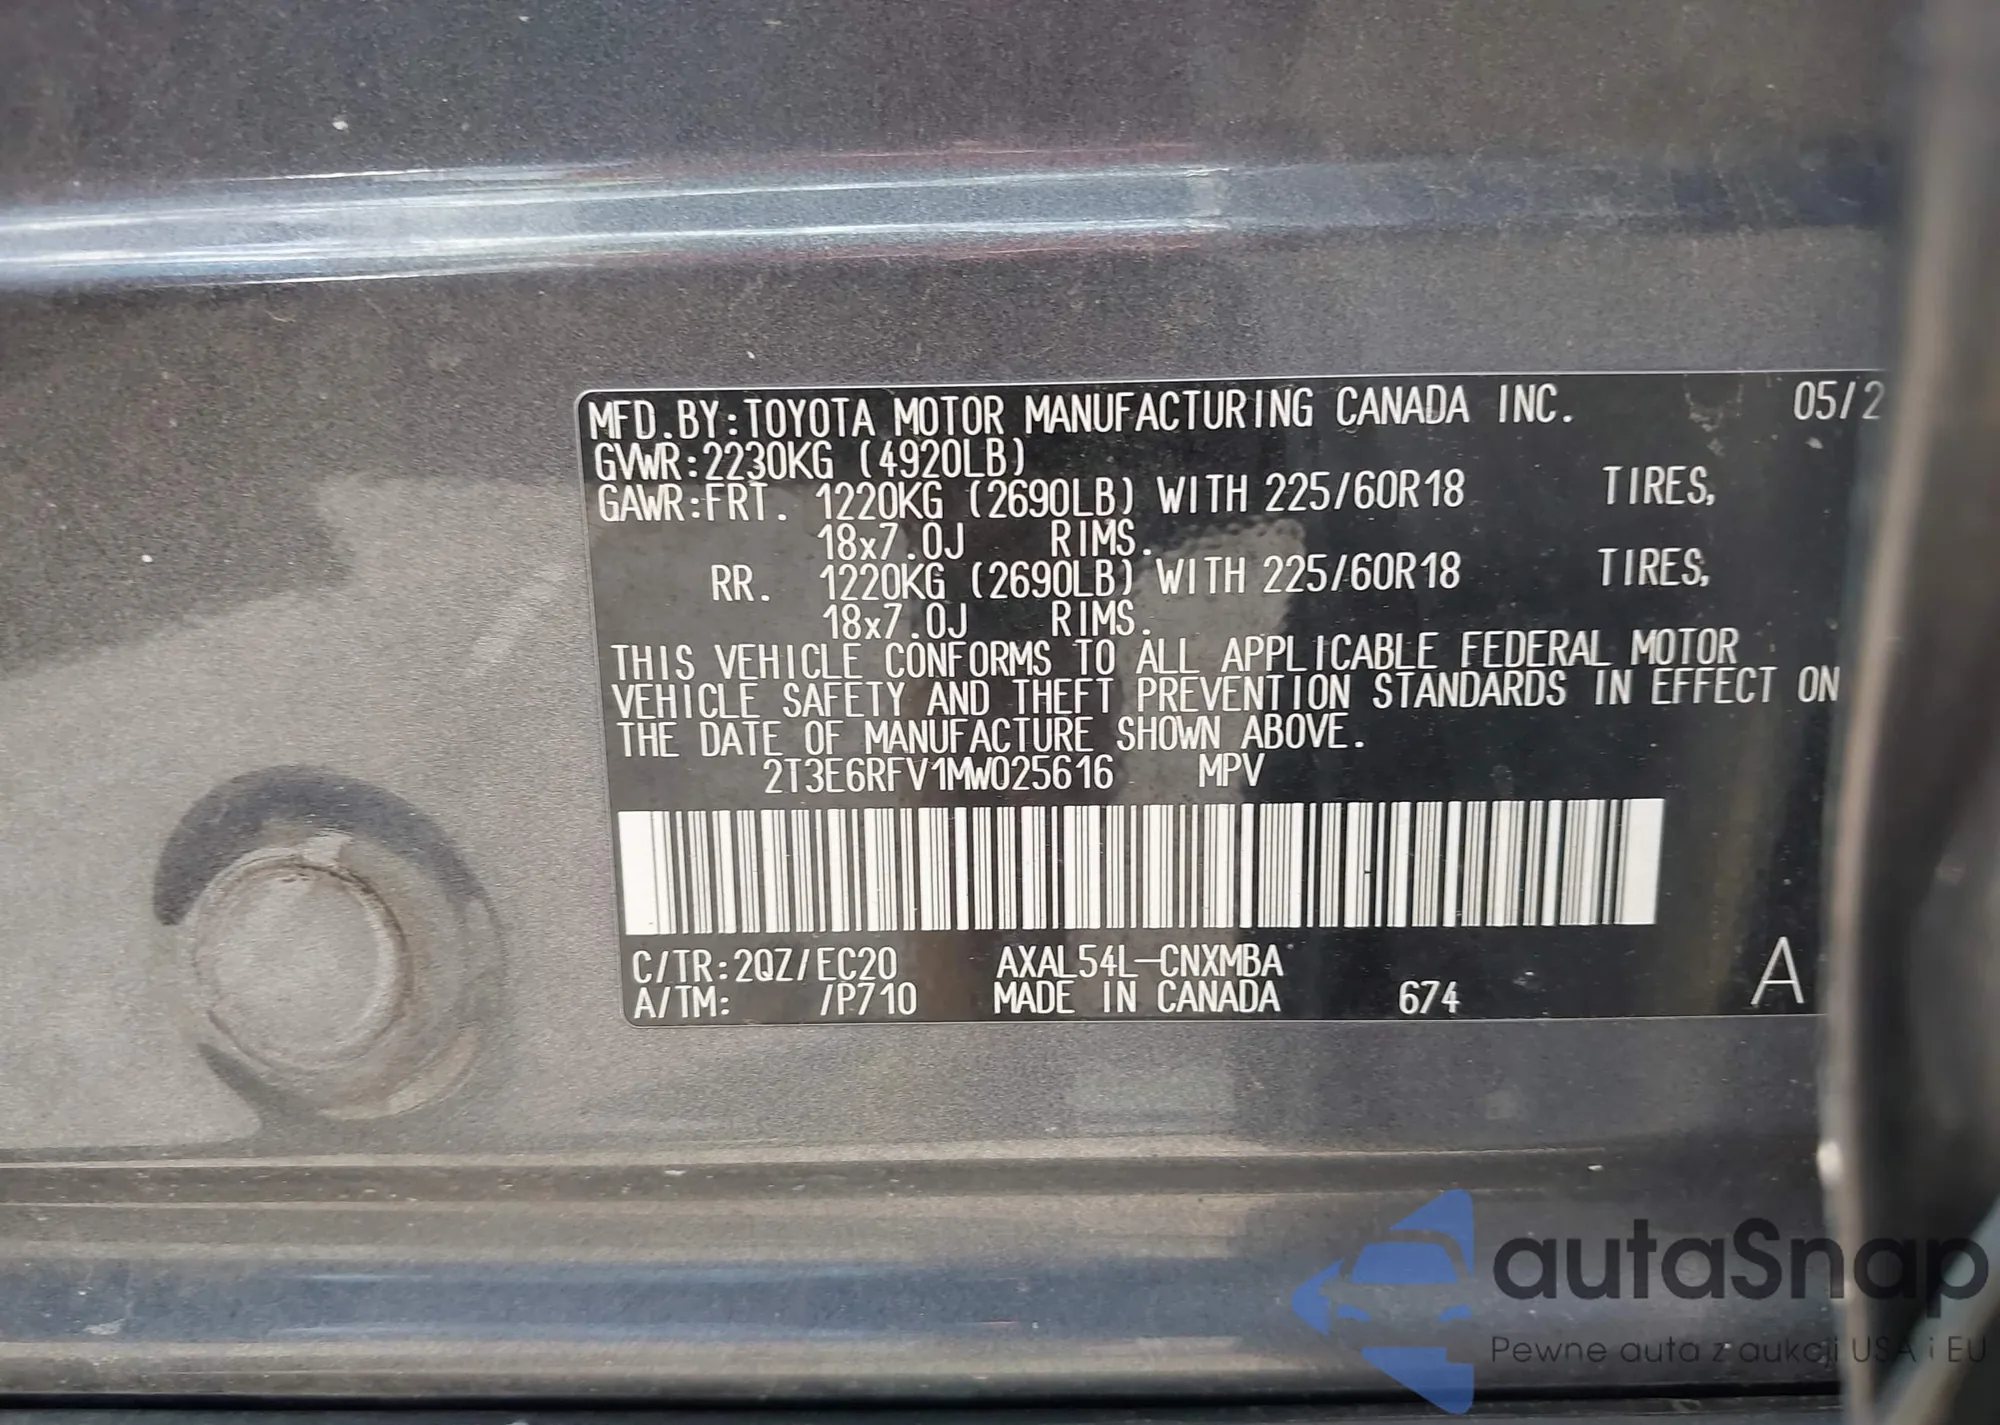 MFD.BY:TOYOTA MOTOR MANUFACTURING CANADA INC. 05/2
GVWR:2230KG (4920LB)
GAWR:FRT. 1220KG (2690LB) WITH 225/60R18 TIRES,
18x7.0J RIMS.
RR. 1220KG (2690LB) WITH 225/60R18 TIRES,
18x7.0J RIMS.
THIS VEHICLE CONFORMS TO ALL APPLICABLE FEDERAL MOTOR
VEHICLE SAFETY AND THEFT PREVENTION STANDARDS IN EFFECT ON
THE DATE OF MANUFACTURE SHOWN ABOVE.
2T3E6RFV1MW025616 MPV
C/TR:2QZ/EC20 AXAL54L-CNXMBA
A/TM: /P710 MADE IN CANADA 674 A
autaSnap
Pewne auta z aukcji USA i EU